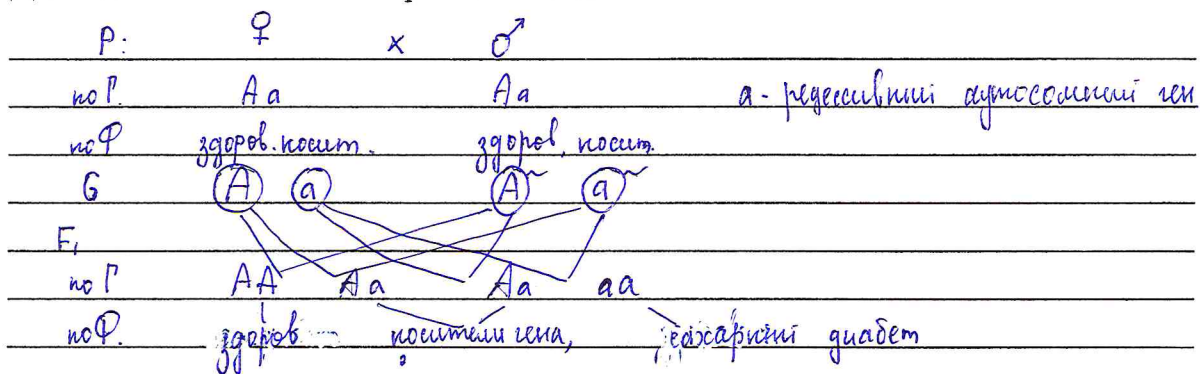 P: ♀ x ♂
по Г. Aa Aa a - рецессивный аутосомный ген
по Ф здоров. носит. здоров, носит.
G A a A a
F₁
по Г AA Aa Aa aa
по Ф. здоров носители гена, сахарный диабет